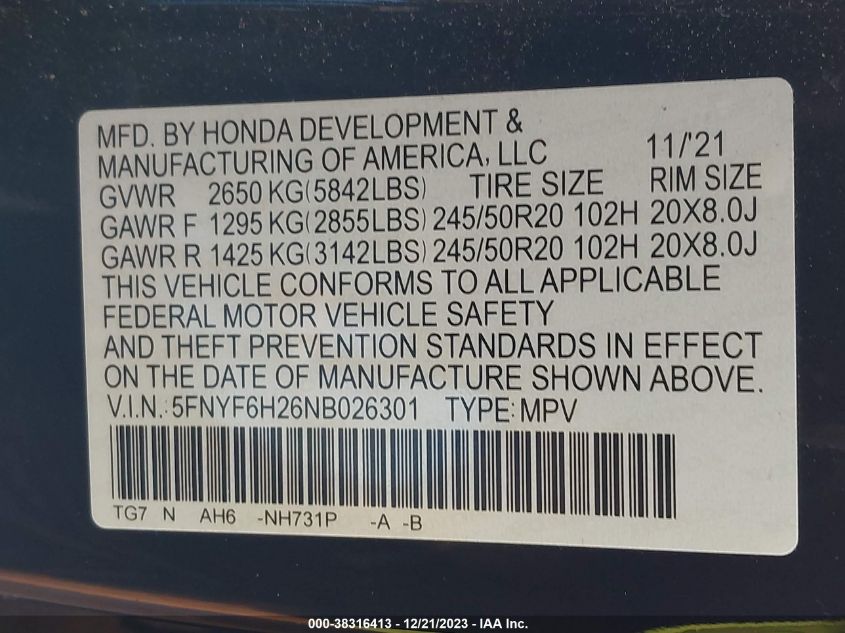 MFD. BY HONDA DEVELOPMENT &
MANUFACTURING OF AMERICA, LLC 11/'21
GVWR 2650 KG(5842LBS) TIRE SIZE RIM SIZE
GAWR F 1295 KG(2855LBS) 245/50R20 102H 20X8.0J
GAWR R 1425 KG(3142LBS) 245/50R20 102H 20X8.0J
THIS VEHICLE CONFORMS TO ALL APPLICABLE
FEDERAL MOTOR VEHICLE SAFETY
AND THEFT PREVENTION STANDARDS IN EFFECT
ON THE DATE OF MANUFACTURE SHOWN ABOVE.
V.I.N.: 5FNYF6H26NB026301 TYPE: MPV
TG7 N AH6 -NH731P -A -B
000-38316413 - 12/21/2023 - IAA Inc.